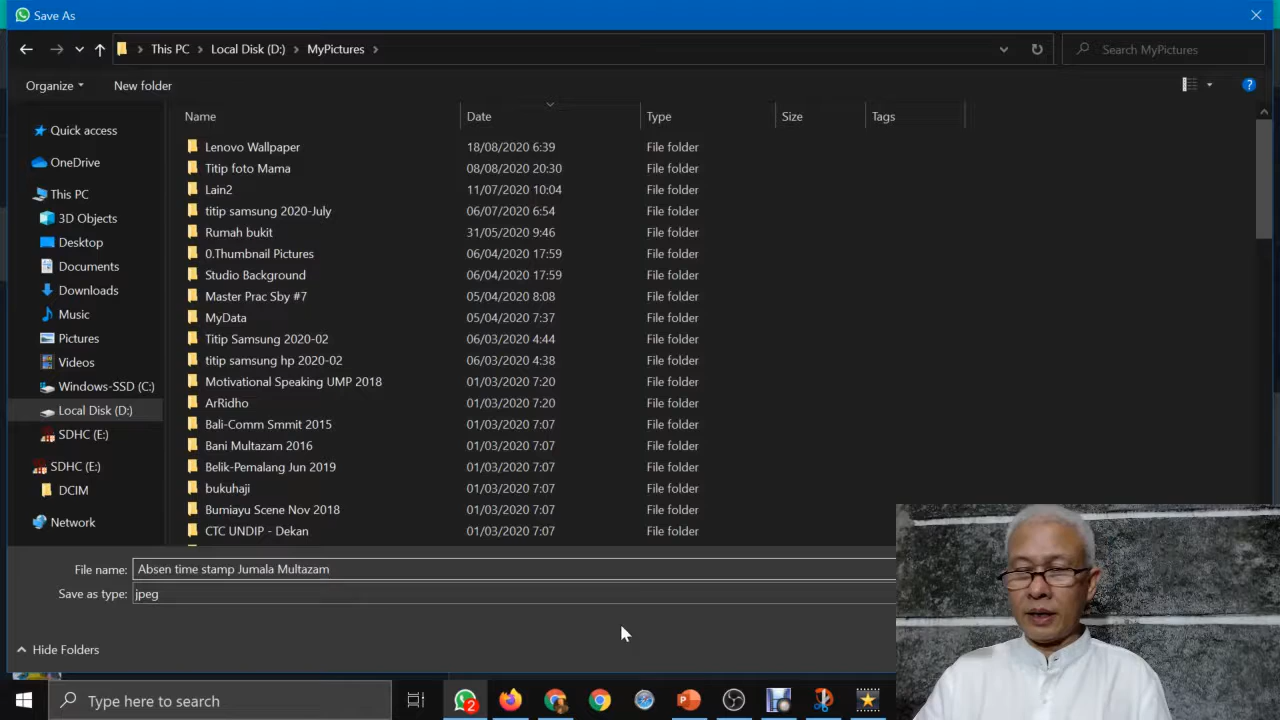 Save As
This PC Local Disk (D:) MyPictures
Search MyPictures
Organize New folder
Name Date Type Size Tags
Quick access
OneDrive
This PC
3D Objects
Desktop
Documents
Downloads
Music
Pictures
Videos
Windows-SSD (C:)
Local Disk (D:)
SDHC (E:)
SDHC (E:)
DCIM
Network
Lenovo Wallpaper 18/08/2020 6:39 File folder
Titip foto Mama 08/08/2020 20:30 File folder
Lain2 11/07/2020 10:04 File folder
titip samsung 2020-July 06/07/2020 6:54 File folder
Rumah bukit 31/05/2020 9:46 File folder
0.Thumbnail Pictures 06/04/2020 17:59 File folder
Studio Background 06/04/2020 17:59 File folder
Master Prac Sby #7 05/04/2020 8:08 File folder
MyData 05/04/2020 7:37 File folder
Titip Samsung 2020-02 06/03/2020 4:44 File folder
titip samsung hp 2020-02 06/03/2020 4:38 File folder
Motivational Speaking UMP 2018 01/03/2020 7:20 File folder
ArRidho 01/03/2020 7:20 File folder
Bali-Comm Smmit 2015 01/03/2020 7:07 File folder
Bani Multazam 2016 01/03/2020 7:07 File folder
Belik-Pemalang Jun 2019 01/03/2020 7:07 File folder
bukuhaji 01/03/2020 7:07 File folder
Bumiayu Scene Nov 2018 01/03/2020 7:07 File folder
CTC UNDIP - Dekan 01/03/2020 7:07 File folder
File name: Absen time stamp Jumala Multazam
Save as type: jpeg
Hide Folders
Type here to search
2